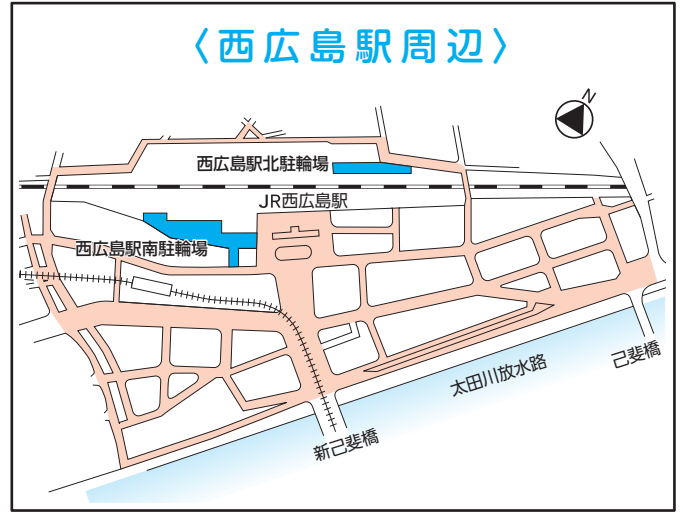 〈西広島駅周辺〉
N
西広島駅北駐輪場
JR西広島駅
西広島駅南駐輪場
太田川放水路
己斐橋
新己斐橋